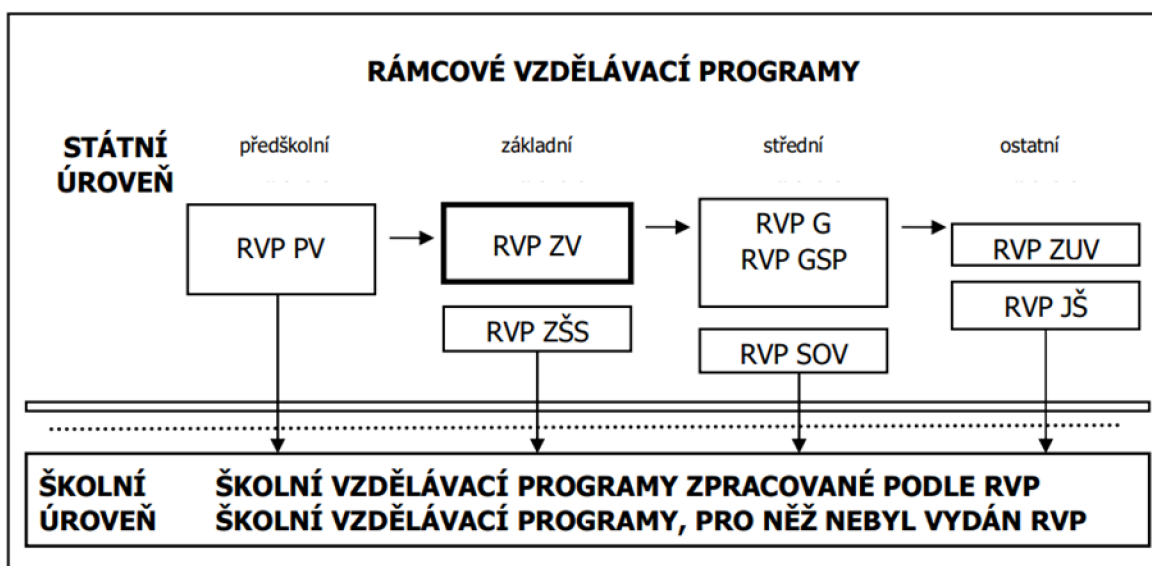 RÁMCOVÉ VZDĚLÁVACÍ PROGRAMY
STÁTNÍ
ÚROVEŇ
předškolní
základní
střední
ostatní
RVP PV
RVP ZV
RVP G
RVP GSP
RVP ZUV
RVP ZŠS
RVP SOV
RVP JŠ
ŠKOLNÍ ŠKOLNÍ VZDĚLÁVACÍ PROGRAMY ZPRACOVANÉ PODLE RVP
ÚROVEŇ ŠKOLNÍ VZDĚLÁVACÍ PROGRAMY, PRO NĚŽ NEBYL VYDÁN RVP